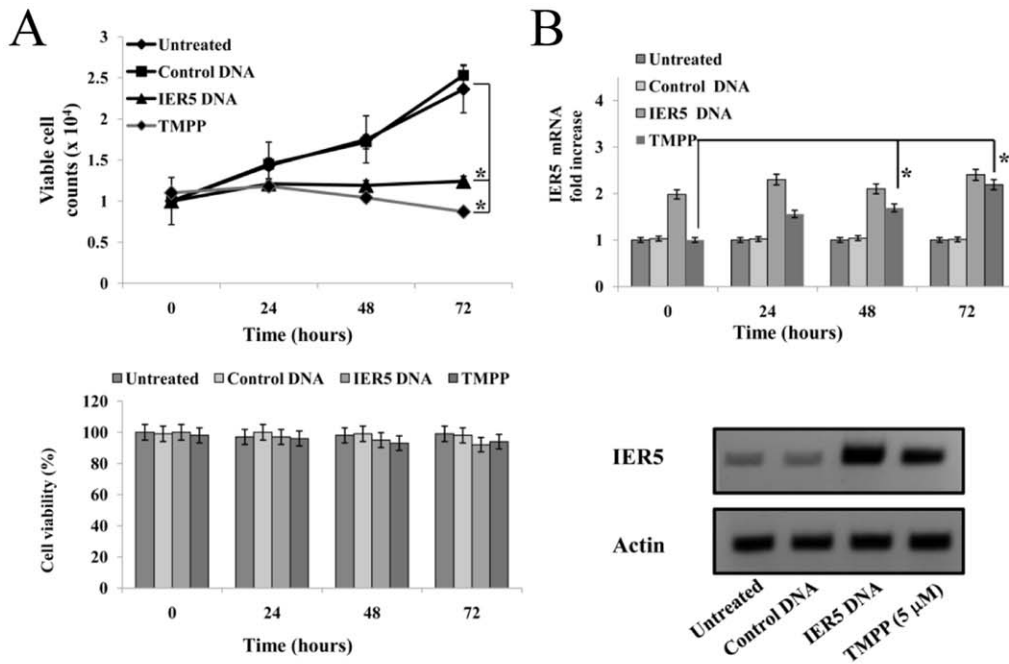 A
Untreated
Control DNA
IER5 DNA
TMPP
Viable cell
counts (x 10⁴)
3
2.5
2
1.5
1
0.5
0
*
*
0 24 48 72
Time (hours)
Untreated Control DNA IER5 DNA TMPP
Cell viability (%)
120
100
80
60
40
20
0
0 24 48 72
Time (hours)
B
Untreated
Control DNA
IER5 DNA
TMPP
IER5 mRNA
fold increase
4
3
2
1
0
*
*
0 24 48 72
Time (hours)
IER5
Actin
Untreated
Control DNA
IER5 DNA
TMPP (5 μM)